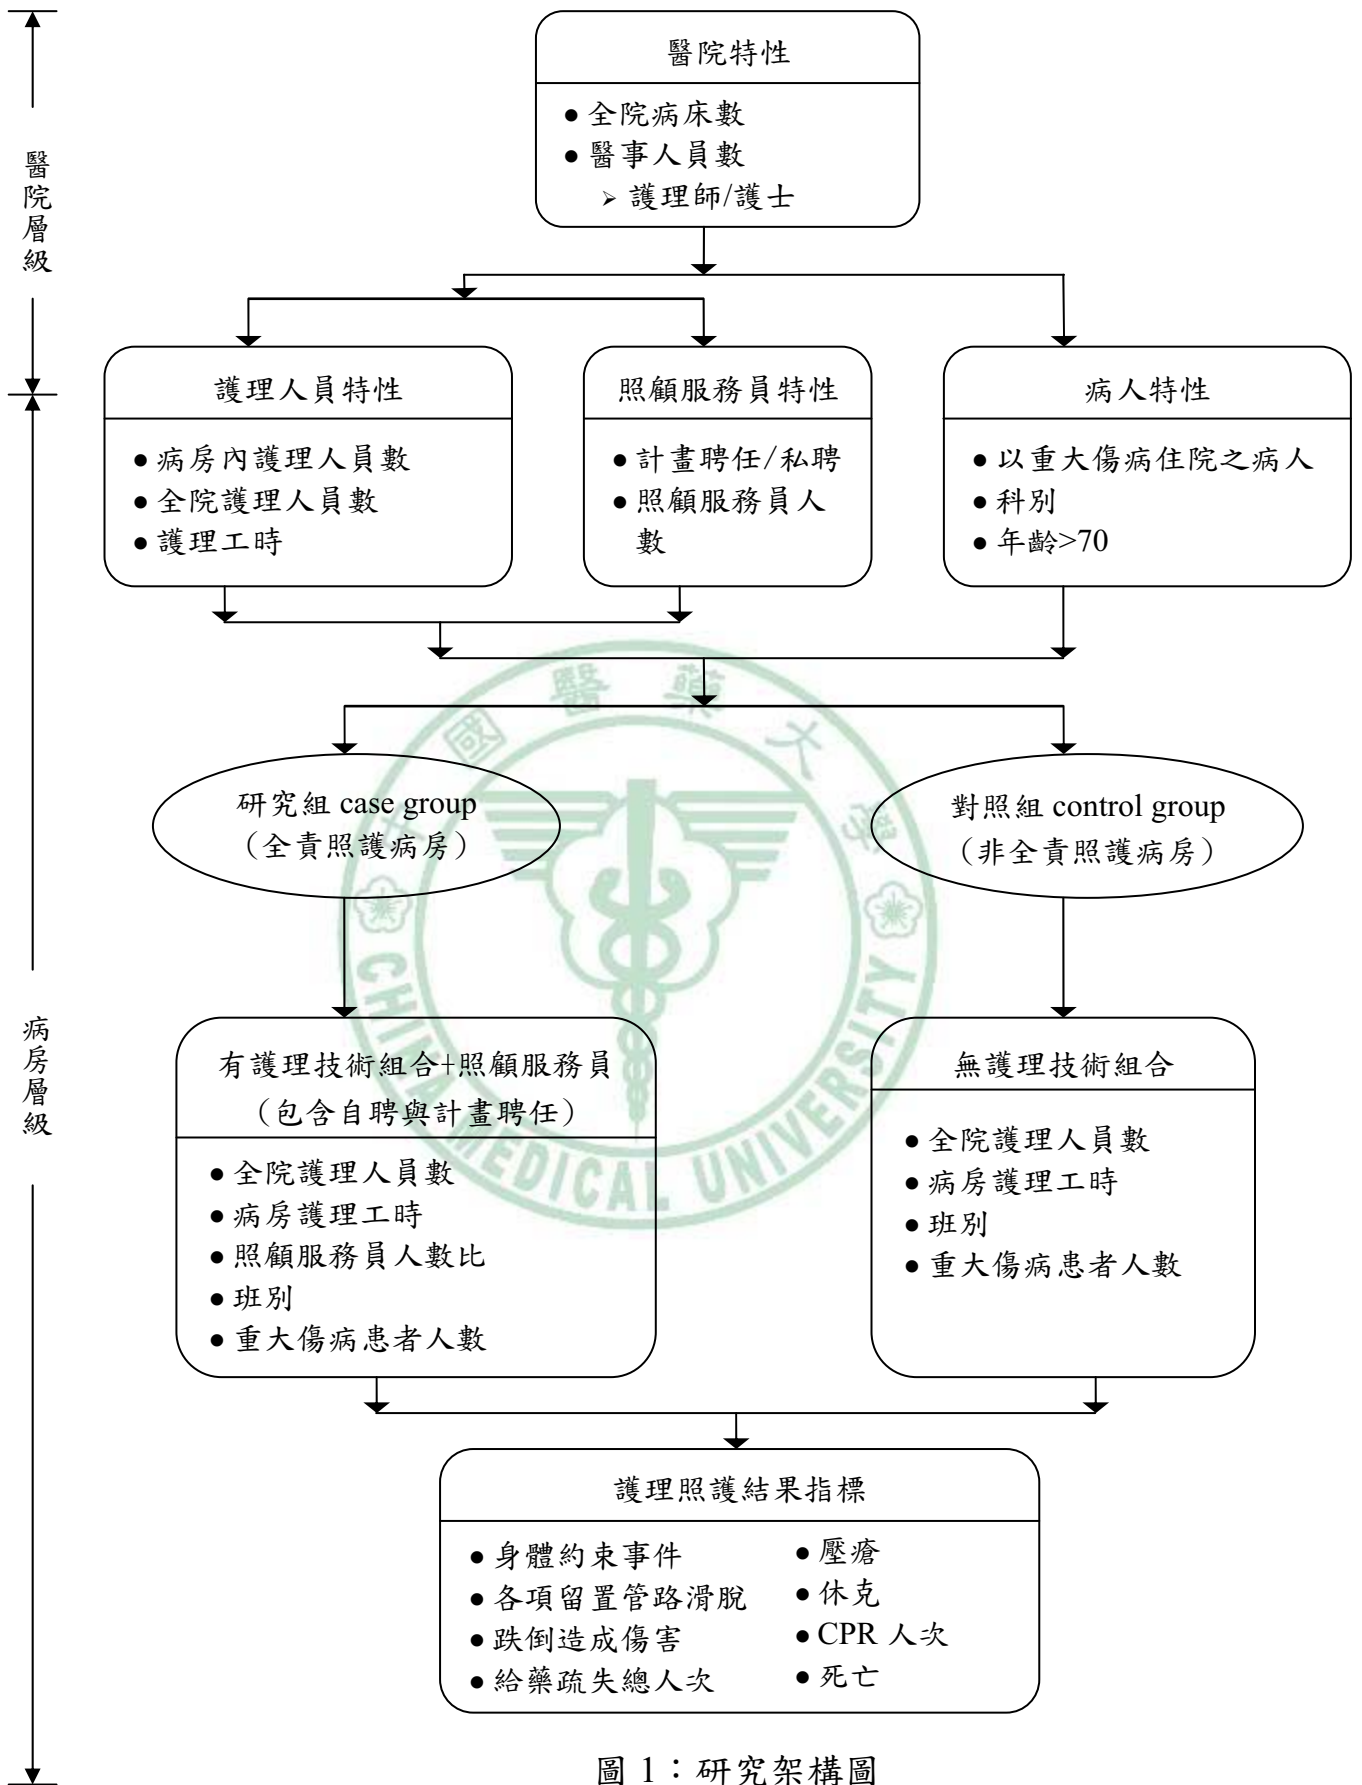 醫院特性
● 全院病床數
● 醫事人員數
➢ 護理師/護士
醫院層級
護理人員特性
● 病房內護理人員數
● 全院護理人員數
● 護理工時
照顧服務員特性
● 計畫聘任/私聘
● 照顧服務員人
數
病人特性
● 以重大傷病住院之病人
● 科別
● 年齡>70
研究組 case group
（全責照護病房）
對照組 control group
（非全責照護病房）
病房層級
有護理技術組合+照顧服務員
（包含自聘與計畫聘任）
● 全院護理人員數
● 病房護理工時
● 照顧服務員人數比
● 班別
● 重大傷病患者人數
無護理技術組合
● 全院護理人員數
● 病房護理工時
● 班別
● 重大傷病患者人數
護理照護結果指標
● 身體約束事件
● 各項留置管路滑脫
● 跌倒造成傷害
● 給藥疏失總人次
● 壓瘡
● 休克
● CPR 人次
● 死亡
圖 1：研究架構圖
中國醫藥大學
CHINA MEDICAL UNIVERSITY